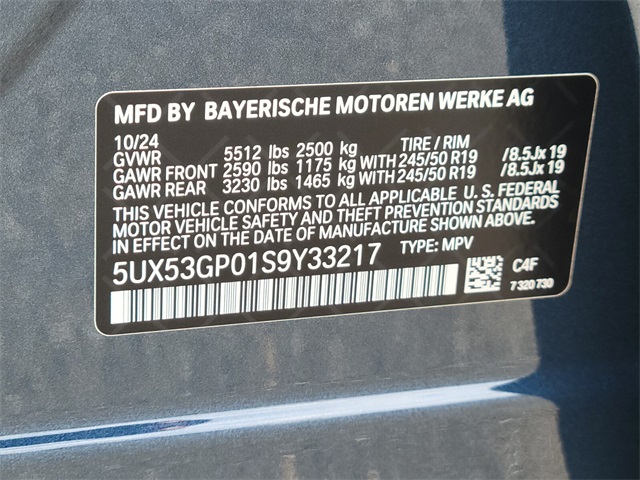 MFD BY BAYERISCHE MOTOREN WERKE AG
10/24 TIRE / RIM
GVWR 5512 lbs 2500 kg
GAWR FRONT 2590 lbs 1175 kg WITH 245/50 R19 /8.5Jx19
GAWR REAR 3230 lbs 1465 kg WITH 245/50 R19 /8.5Jx19
THIS VEHICLE CONFORMS TO ALL APPLICABLE U. S. FEDERAL
MOTOR VEHICLE SAFETY AND THEFT PREVENTION STANDARDS
IN EFFECT ON THE DATE OF MANUFACTURE SHOWN ABOVE.
5UX53GP01S9Y33217 TYPE: MPV
C4F
7 320 730